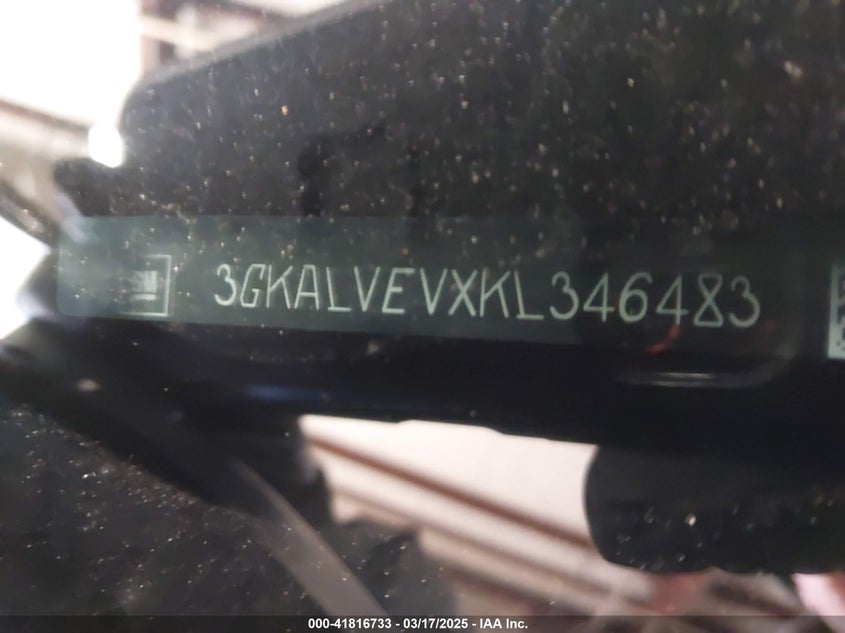 3GKALVEVXKL346483
000-41816733 - 03/17/2025 - IAA Inc.